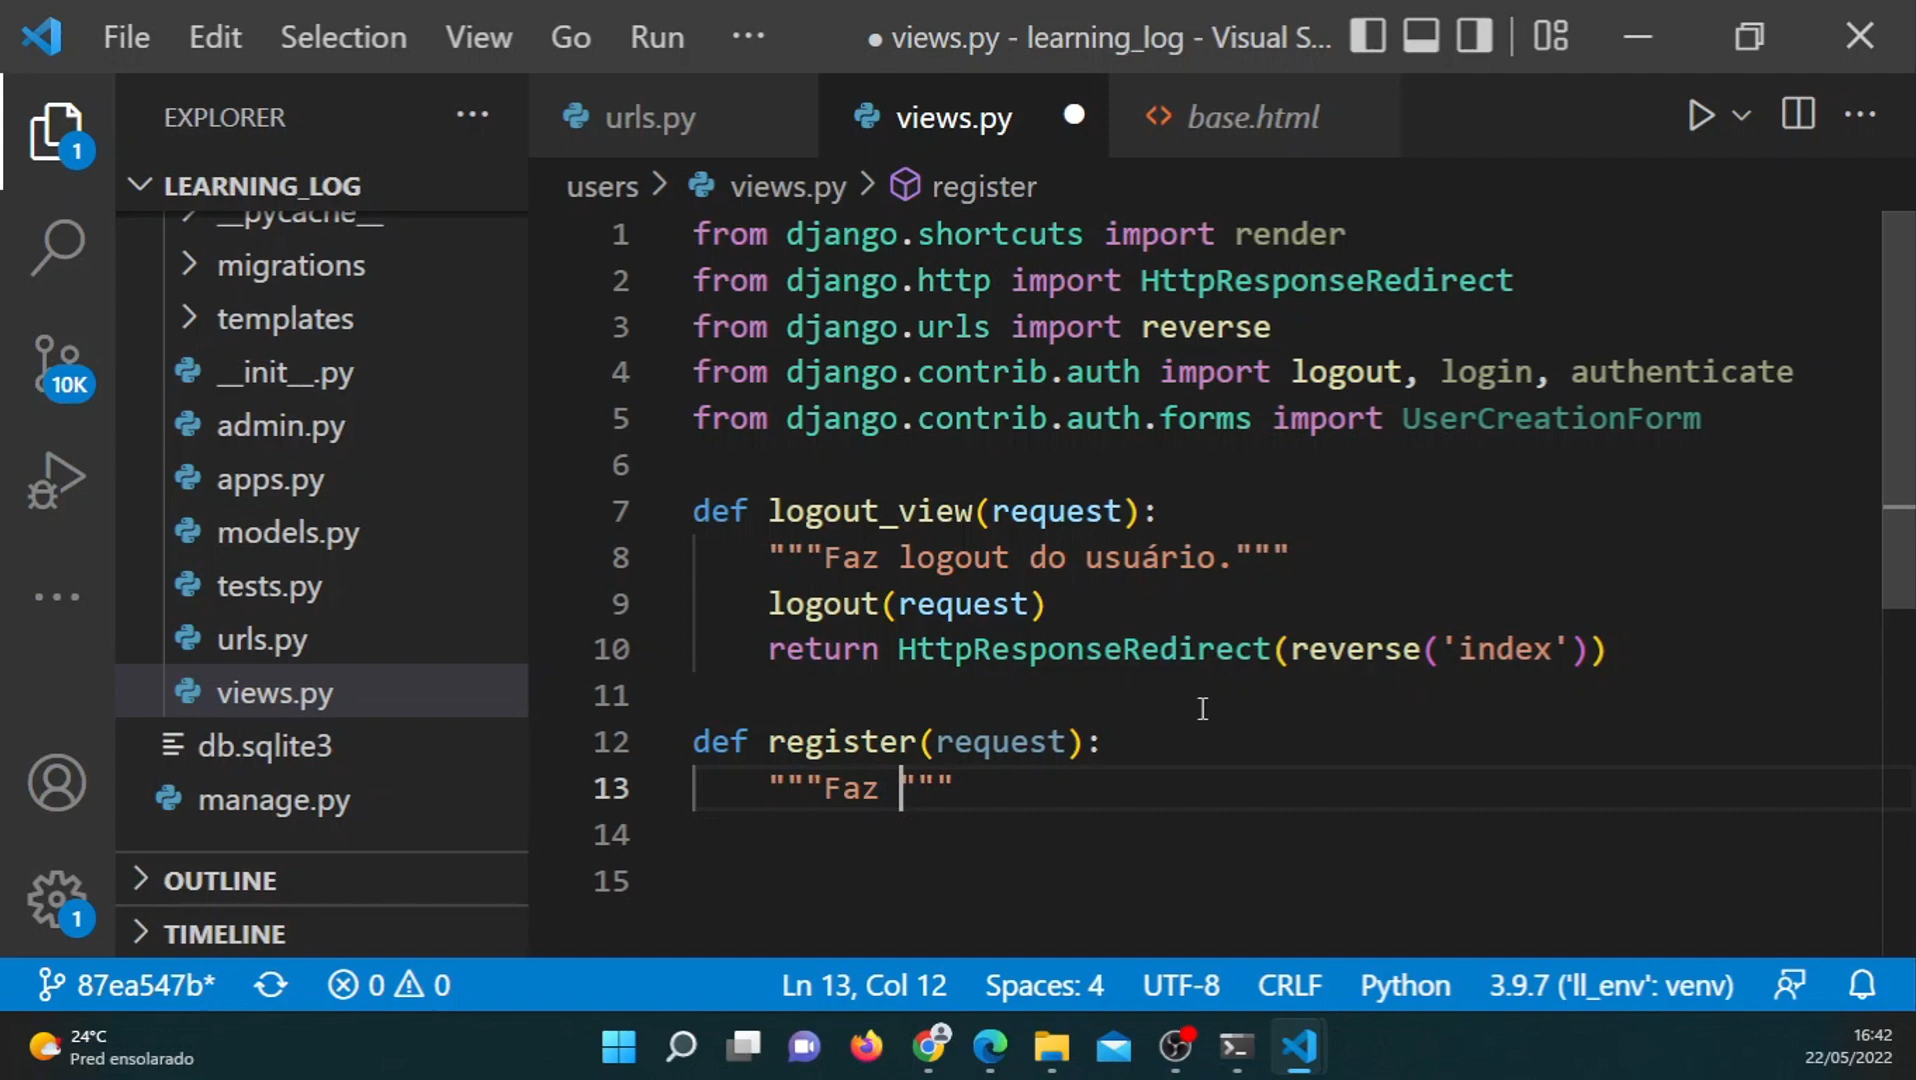 File Edit Selection View Go Run ··· ● views.py - learning_log - Visual S...
EXPLORER ···
urls.py
views.py
base.html
LEARNING_LOG
users > views.py > register
__pycache__
migrations
templates
__init__.py
admin.py
apps.py
models.py
tests.py
urls.py
views.py
db.sqlite3
manage.py
OUTLINE
TIMELINE
1
10K
1
1 from django.shortcuts import render
2 from django.http import HttpResponseRedirect
3 from django.urls import reverse
4 from django.contrib.auth import logout, login, authenticate
5 from django.contrib.auth.forms import UserCreationForm
6
7 def logout_view(request):
8 """Faz logout do usuário."""
9 logout(request)
10 return HttpResponseRedirect(reverse('index'))
11
12 def register(request):
13 """Faz """
14
15
87ea547b* 0 0 Ln 13, Col 12 Spaces: 4 UTF-8 CRLF Python 3.9.7 ('ll_env': venv)
24°C
Pred ensolarado
16:42
22/05/2022